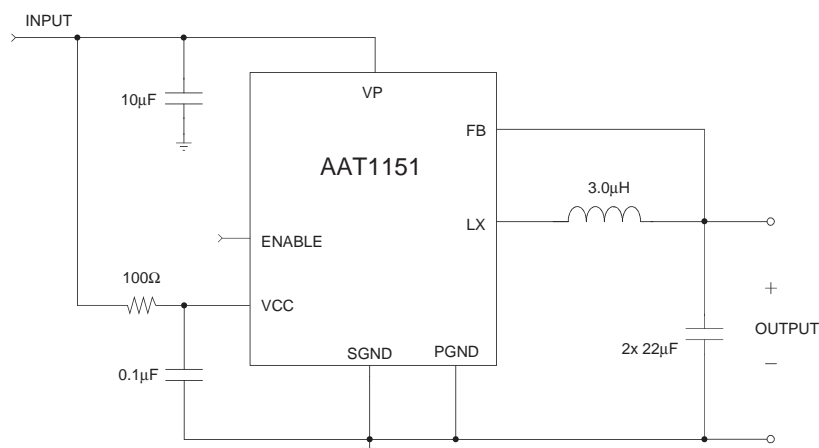 INPUT
10μF
VP
FB
AAT1151
3.0μH
LX
ENABLE
100Ω
VCC
+
OUTPUT
2x 22μF
SGND
PGND
−
0.1μF